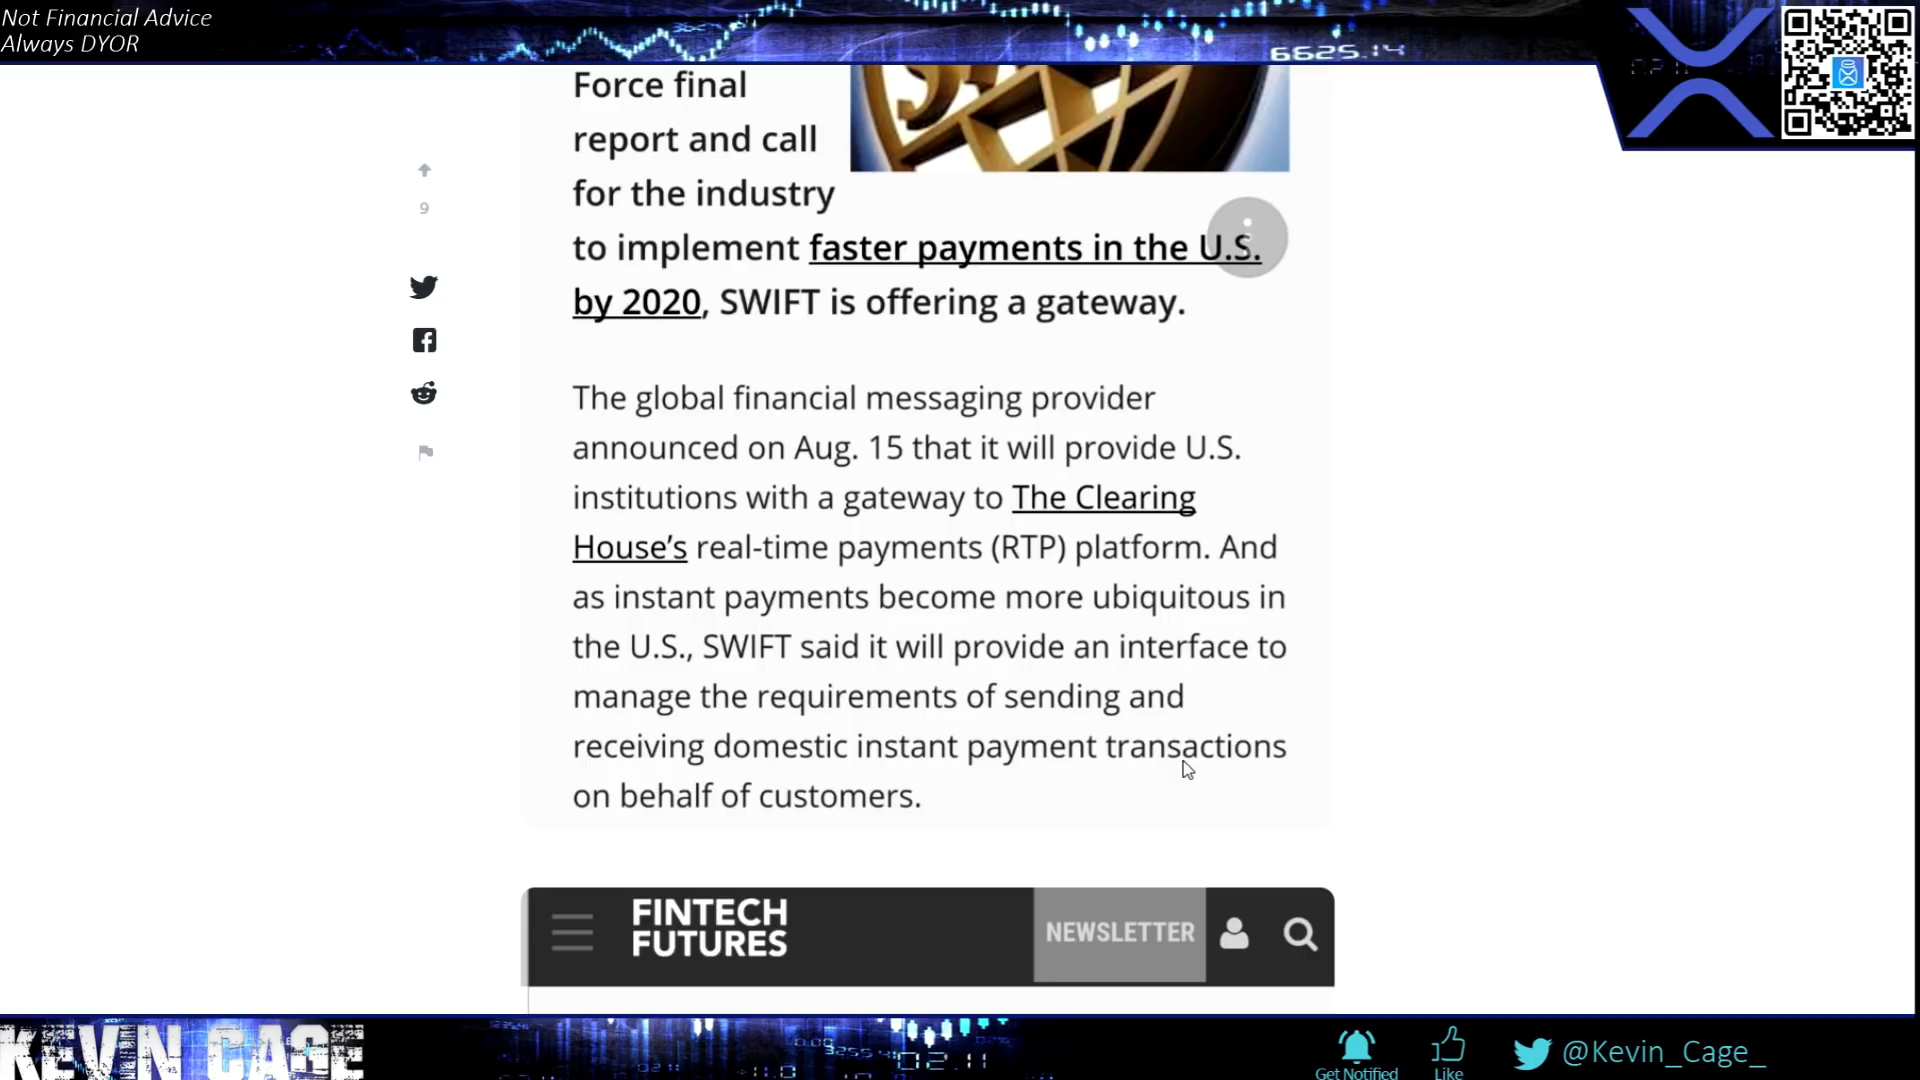 Not Financial Advice
Always DYOR
6625.14
Force final
report and call
for the industry
to implement faster payments in the U.S.
by 2020, SWIFT is offering a gateway.
9
The global financial messaging provider
announced on Aug. 15 that it will provide U.S.
institutions with a gateway to The Clearing
House’s real-time payments (RTP) platform. And
as instant payments become more ubiquitous in
the U.S., SWIFT said it will provide an interface to
manage the requirements of sending and
receiving domestic instant payment transactions
on behalf of customers.
FINTECH
FUTURES
NEWSLETTER
KEVIN CAGE
02.11
Get Notified
Like
@Kevin_Cage_